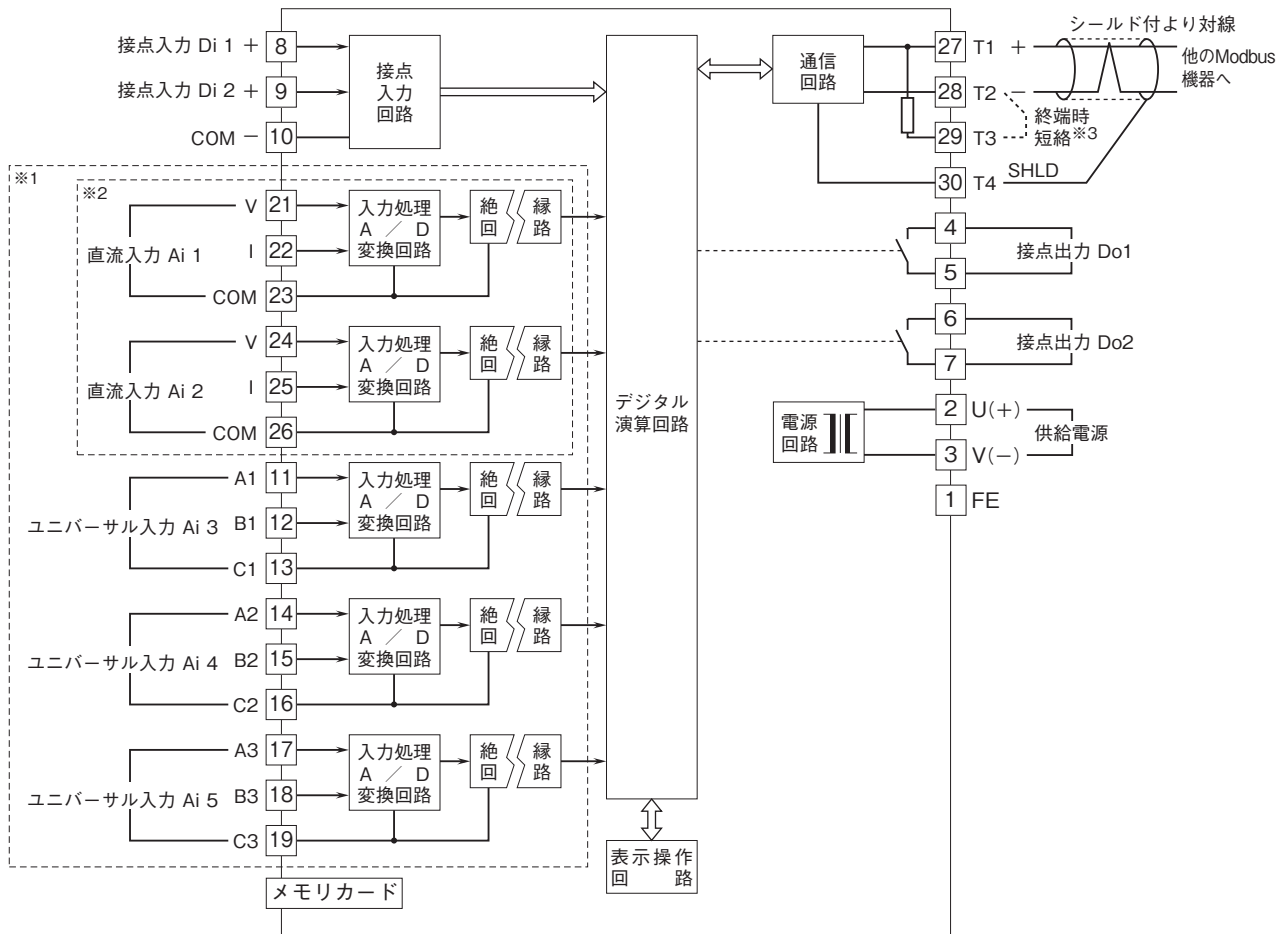 接点入力 Di 1 +
8
接点入力 Di 2 +
9
COM −
10
接点
入力
回路
※1
※2
直流入力 Ai 1
V
21
I
22
COM
23
入力処理
A ／ D
変換回路
絶 縁
回 路
直流入力 Ai 2
V
24
I
25
COM
26
入力処理
A ／ D
変換回路
絶 縁
回 路
ユニバーサル入力 Ai 3
A1
11
B1
12
C1
13
入力処理
A ／ D
変換回路
絶 縁
回 路
ユニバーサル入力 Ai 4
A2
14
B2
15
C2
16
入力処理
A ／ D
変換回路
絶 縁
回 路
ユニバーサル入力 Ai 5
A3
17
B3
18
C3
19
入力処理
A ／ D
変換回路
絶 縁
回 路
メモリカード
デジタル
演算回路
表示操作
回 路
通信
回路
27
T1 +
28
T2 −
29
T3
30
T4
SHLD
シールド付より対線
他のModbus
機器へ
終端時
短絡※3
4
5
接点出力 Do1
6
7
接点出力 Do2
電源
回路
2
U(+)
3
V(−)
供給電源
1
FE